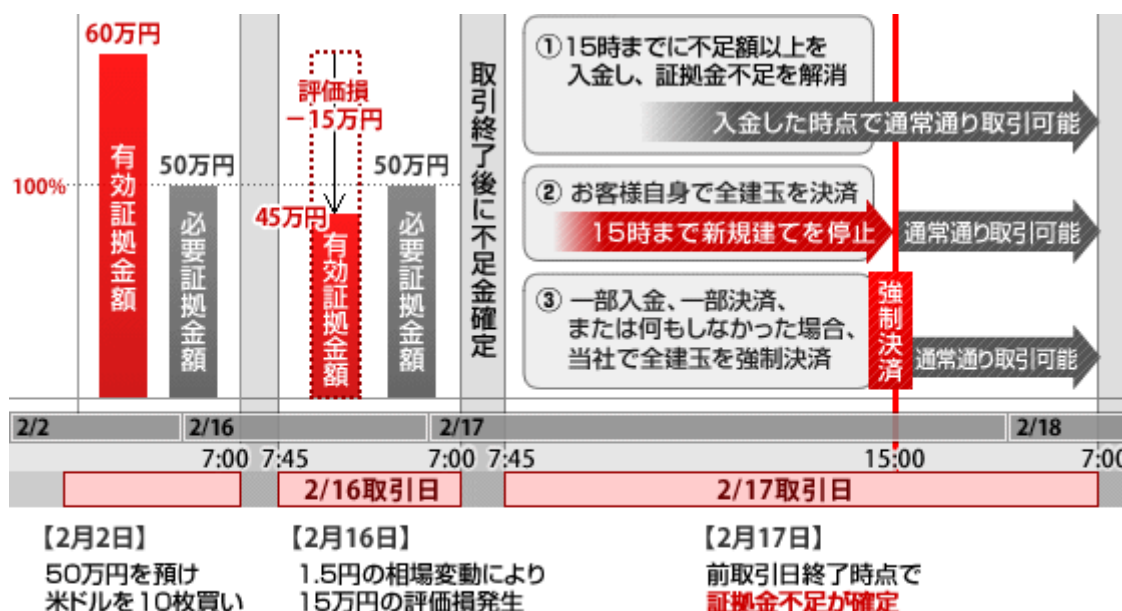 60万円
有効証拠金額
100%
50万円
必要証拠金額
評価損
－15万円
45万円
有効証拠金額
50万円
必要証拠金額
取引終了後に不足金確定
① 15時までに不足額以上を
入金し、証拠金不足を解消
入金した時点で通常通り取引可能
② お客様自身で全建玉を決済
15時まで新規建てを停止
通常通り取引可能
③ 一部入金、一部決済、
または何もしなかった場合、
当社で全建玉を強制決済
強制決済
通常通り取引可能
2/2
2/16
2/17
2/18
7:00 7:45
7:00 7:45
15:00
7:00
2/16取引日
2/17取引日
【2月2日】
50万円を預け
米ドルを10枚買い
【2月16日】
1.5円の相場変動により
15万円の評価損発生
【2月17日】
前取引日終了時点で
証拠金不足が確定